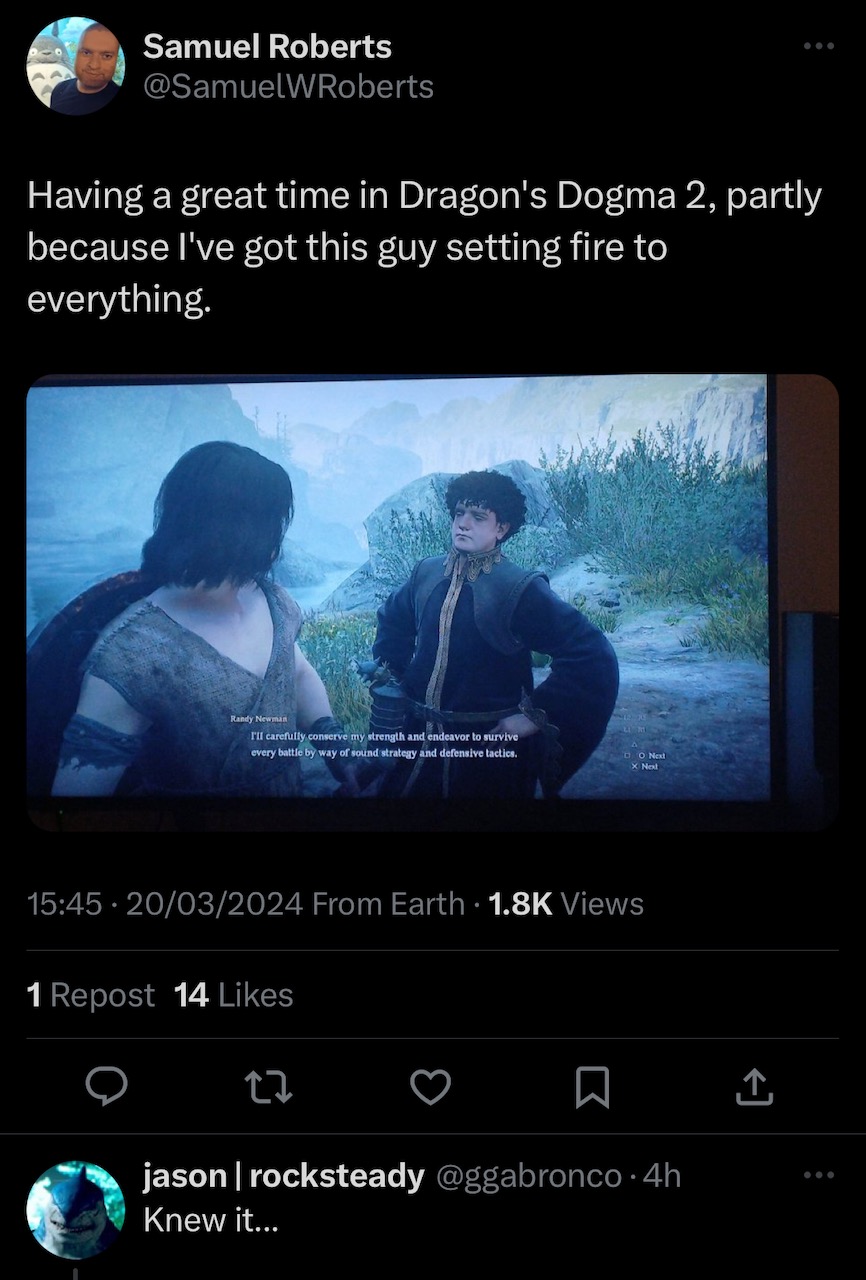 Samuel Roberts
@SamuelWRoberts
Having a great time in Dragon's Dogma 2, partly
because I've got this guy setting fire to
everything.
Randy Newman
I'll carefully conserve my strength and endeavor to survive
every battle by way of sound strategy and defensive tactics.
O Next
X Next
15:45 · 20/03/2024 From Earth · 1.8K Views
1 Repost 14 Likes
jason | rocksteady @ggabronco · 4h
Knew it...